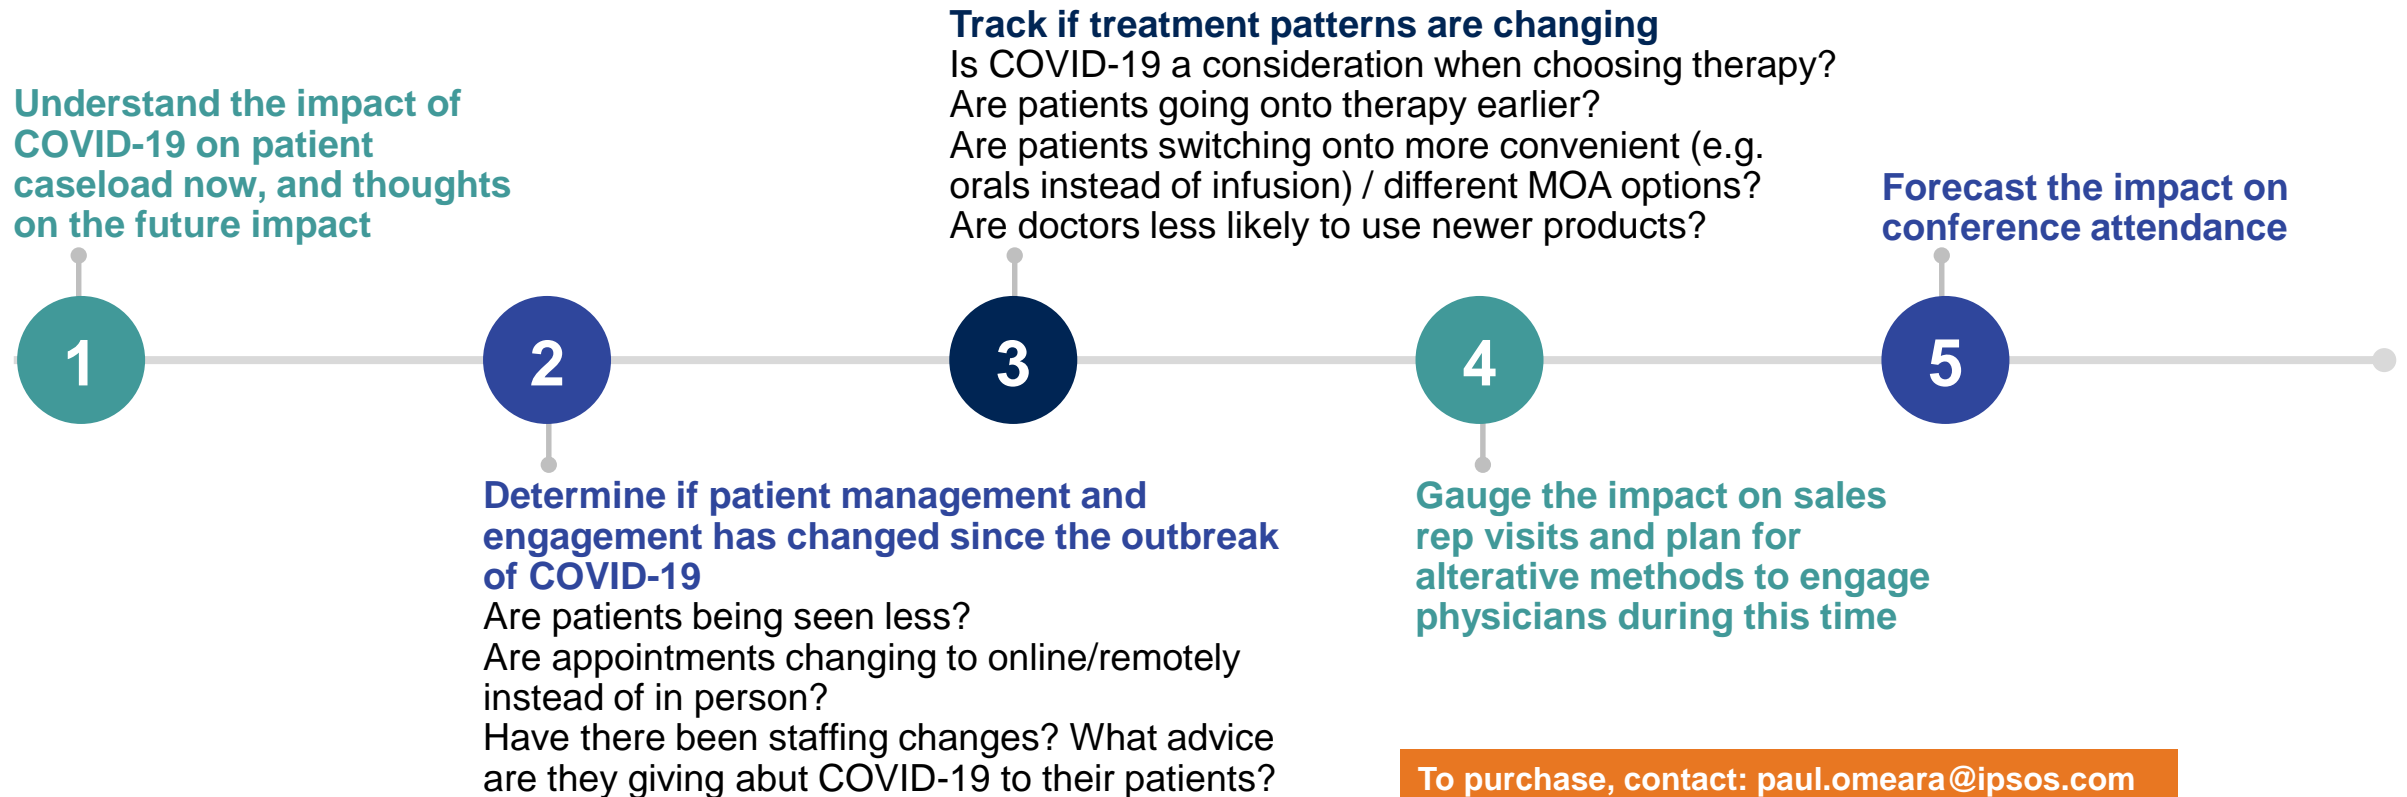 Understand the impact of
COVID-19 on patient
caseload now, and thoughts
on the future impact
1
2
Determine if patient management and
engagement has changed since the outbreak
of COVID-19
Are patients being seen less?
Are appointments changing to online/remotely
instead of in person?
Have there been staffing changes? What advice
are they giving abut COVID-19 to their patients?
Track if treatment patterns are changing
Is COVID-19 a consideration when choosing therapy?
Are patients going onto therapy earlier?
Are patients switching onto more convenient (e.g.
orals instead of infusion) / different MOA options?
Are doctors less likely to use newer products?
3
4
Gauge the impact on sales
rep visits and plan for
alterative methods to engage
physicians during this time
Forecast the impact on
conference attendance
5
To purchase, contact: paul.omeara@ipsos.com